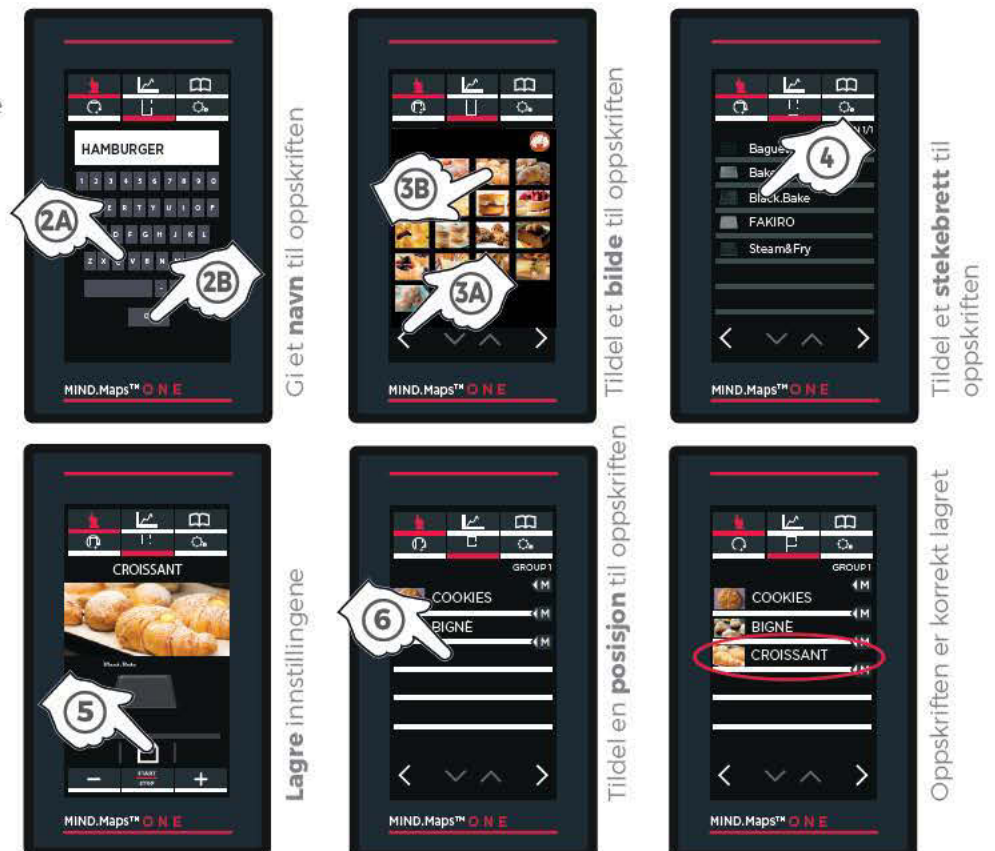 HAMBURGER
1 2 3 4 5 6 7 8 9 0
E R T Y U I O P
D F G H J K L
Z X C V B N
2A
2B
MIND.Maps™ ONE
Gi et navn til oppskriften
3B
3A
MIND.Maps™ ONE
Tildel et bilde til oppskriften
1/1
4
Black.Bake
FAKIRO
Steam&Fry
MIND.Maps™ ONE
Tildel et stekebrett til
oppskriften
CROISSANT
Black.Bake
5
START
STOP
MIND.Maps™ ONE
Lagre innstillingene
GROUP 1
M
COOKIES
M
BIGNÈ
M
6
MIND.Maps™ ONE
Tildel en posisjon til oppskriften
GROUP 1
M
COOKIES
M
BIGNÈ
M
CROISSANT
M
MIND.Maps™ ONE
Oppskriften er korrekt lagret